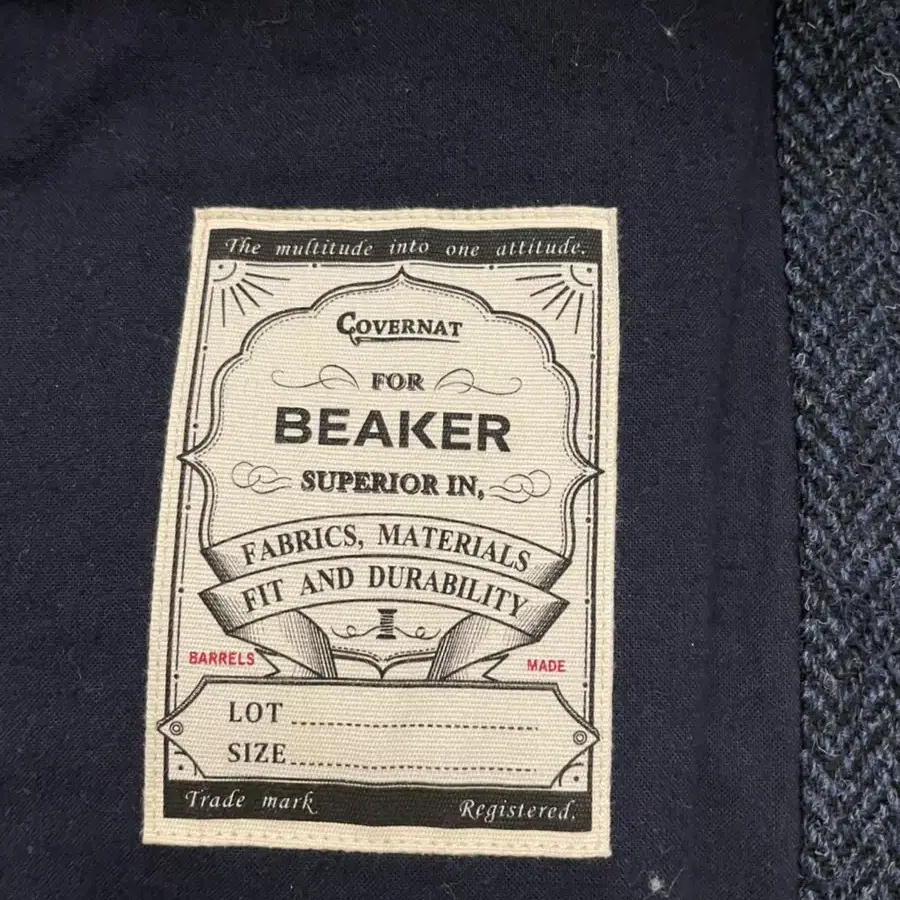 The multitude into one attitude.
COVERNAT
FOR
BEAKER
SUPERIOR IN,
FABRICS, MATERIALS
FIT AND DURABILITY
BARRELS MADE
LOT
SIZE
Trade mark Registered.